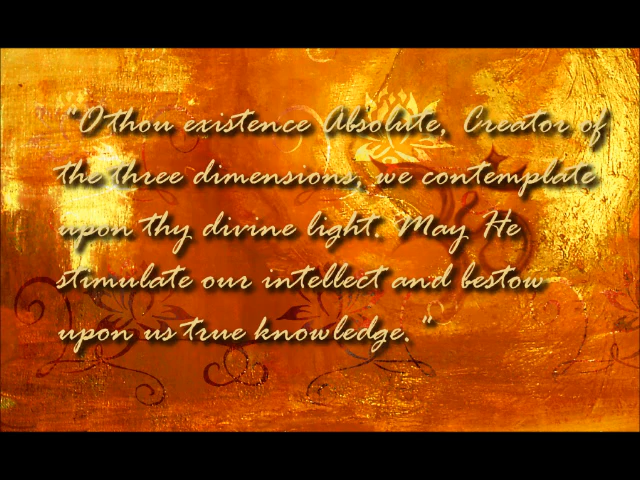 "O thou existence Absolute, Creator of
the three dimensions, we contemplate
upon thy divine light. May He
stimulate our intellect and bestow
upon us true knowledge."